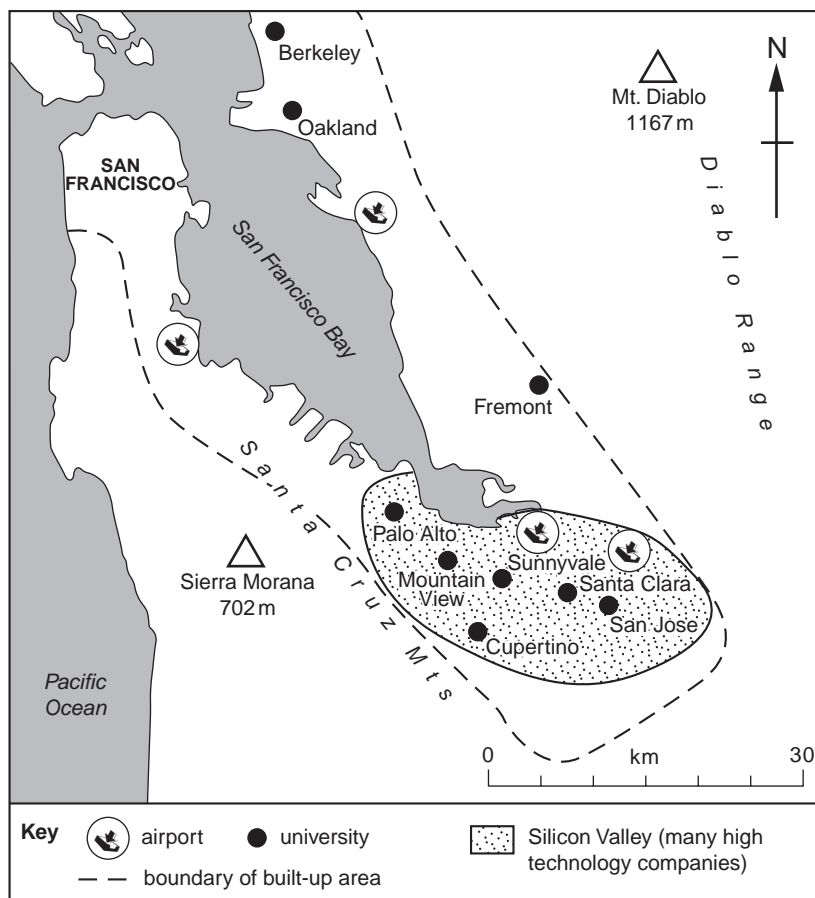 Berkeley
Mt. Diablo
1167 m
N
Oakland
SAN
FRANCISCO
Diablo Range
San Francisco Bay
Fremont
Santa Cruz Mts
Palo Alto
Sierra Morana
702 m
Mountain
View
Sunnyvale
Santa Clara
San Jose
Cupertino
Pacific
Ocean
0 km 30
Key
airport
university
Silicon Valley (many high
technology companies)
boundary of built-up area